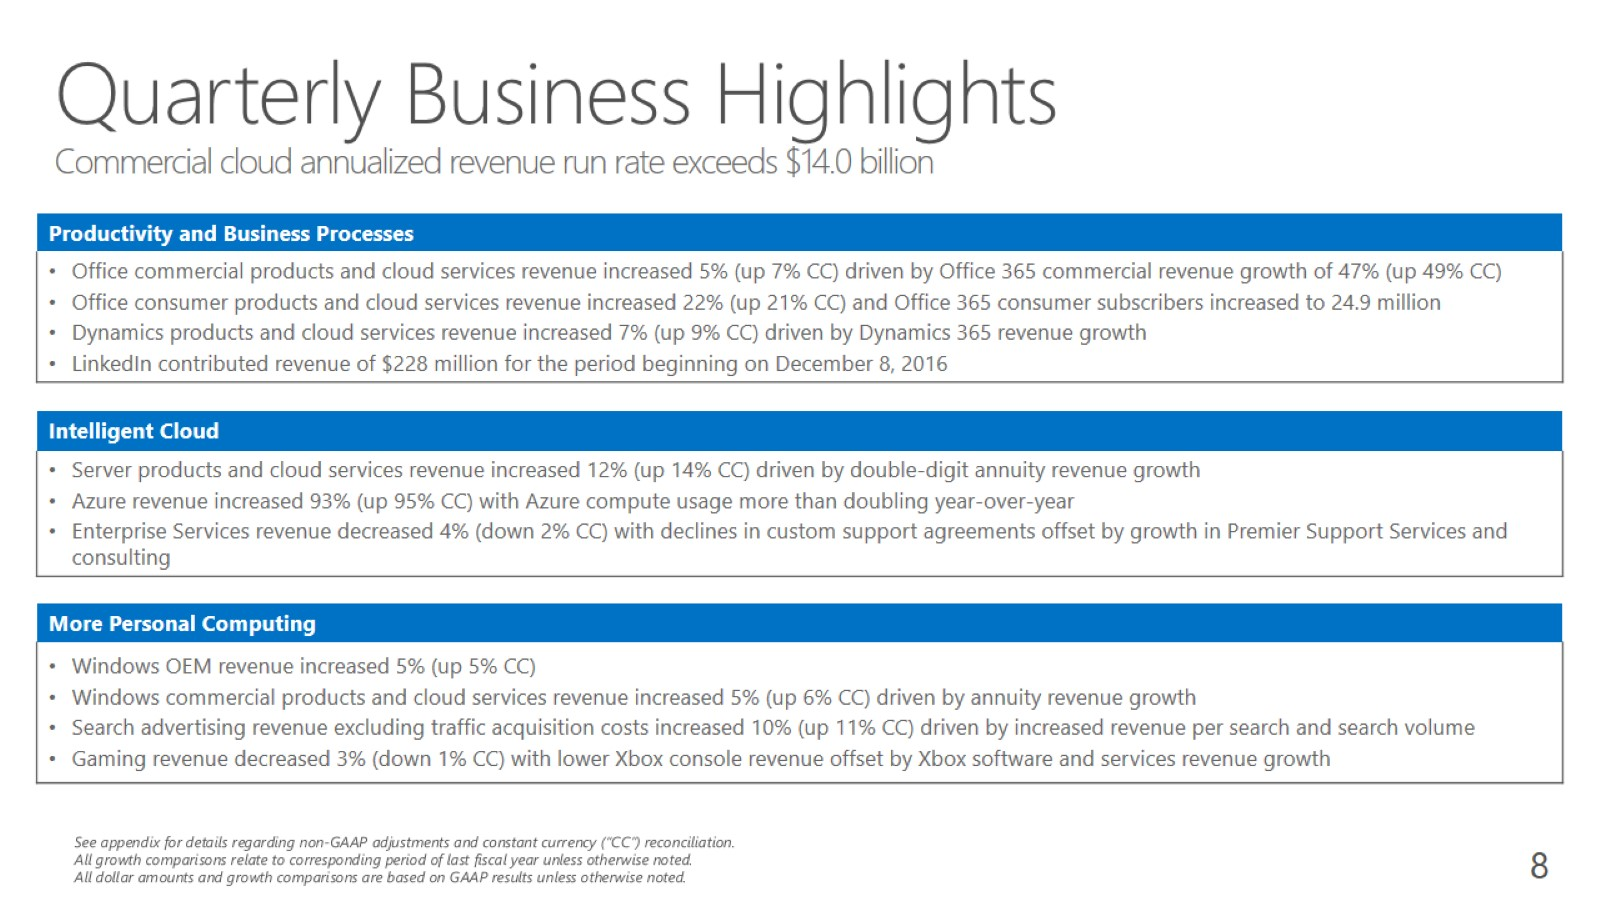 Quarterly Business Highlights
Commercial cloud annualized revenue run rate exceeds $14.0 billion
Productivity and Business Processes
• Office commercial products and cloud services revenue increased 5% (up 7% CC) driven by Office 365 commercial revenue growth of 47% (up 49% CC)
• Office consumer products and cloud services revenue increased 22% (up 21% CC) and Office 365 consumer subscribers increased to 24.9 million
• Dynamics products and cloud services revenue increased 7% (up 9% CC) driven by Dynamics 365 revenue growth
• LinkedIn contributed revenue of $228 million for the period beginning on December 8, 2016
Intelligent Cloud
• Server products and cloud services revenue increased 12% (up 14% CC) driven by double-digit annuity revenue growth
• Azure revenue increased 93% (up 95% CC) with Azure compute usage more than doubling year-over-year
• Enterprise Services revenue decreased 4% (down 2% CC) with declines in custom support agreements offset by growth in Premier Support Services and
consulting
More Personal Computing
• Windows OEM revenue increased 5% (up 5% CC)
• Windows commercial products and cloud services revenue increased 5% (up 6% CC) driven by annuity revenue growth
• Search advertising revenue excluding traffic acquisition costs increased 10% (up 11% CC) driven by increased revenue per search and search volume
• Gaming revenue decreased 3% (down 1% CC) with lower Xbox console revenue offset by Xbox software and services revenue growth
See appendix for details regarding non-GAAP adjustments and constant currency (“CC”) reconciliation.
All growth comparisons relate to corresponding period of last fiscal year unless otherwise noted.
All dollar amounts and growth comparisons are based on GAAP results unless otherwise noted.
8